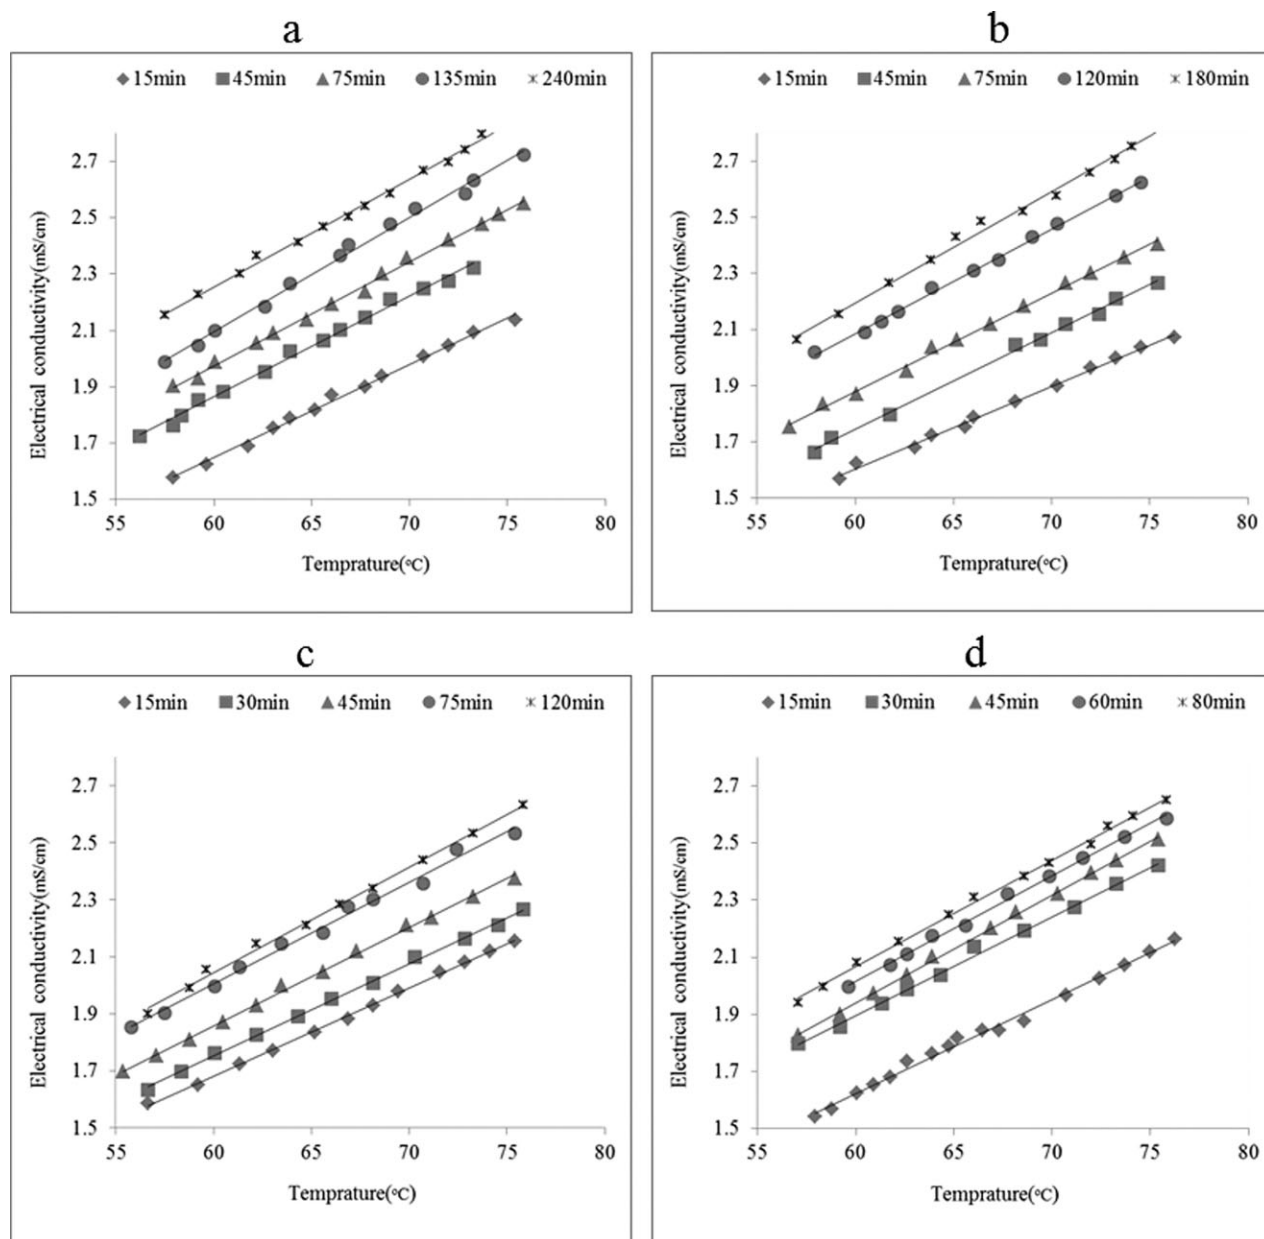 a
15min 45min 75min 135min 240min
Electrical conductivity(mS/cm)
2.7
2.5
2.3
2.1
1.9
1.7
1.5
55 60 65 70 75 80
Temprature(°C)
b
15min 45min 75min 120min 180min
Electrical conductivity(mS/cm)
2.7
2.5
2.3
2.1
1.9
1.7
1.5
55 60 65 70 75 80
Temprature(°C)
c
15min 30min 45min 75min 120min
Electrical conductivity(mS/cm)
2.7
2.5
2.3
2.1
1.9
1.7
1.5
55 60 65 70 75 80
Temprature(°C)
d
15min 30min 45min 60min 80min
Electrical conductivity(mS/cm)
2.7
2.5
2.3
2.1
1.9
1.7
1.5
55 60 65 70 75 80
Temprature(°C)